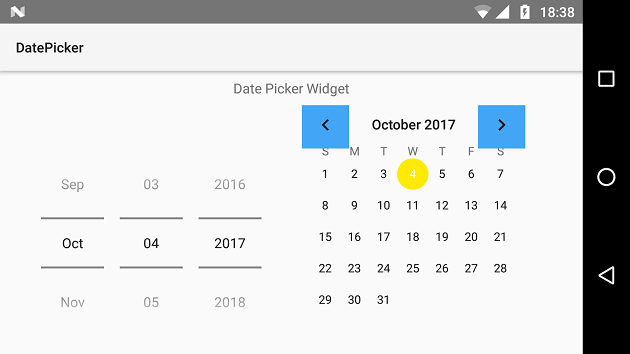 18:38
DatePicker
Date Picker Widget
October 2017
S M T W T F S
1 2 3 4 5 6 7
8 9 10 11 12 13 14
15 16 17 18 19 20 21
22 23 24 25 26 27 28
29 30 31
Sep 03 2016
Oct 04 2017
Nov 05 2018